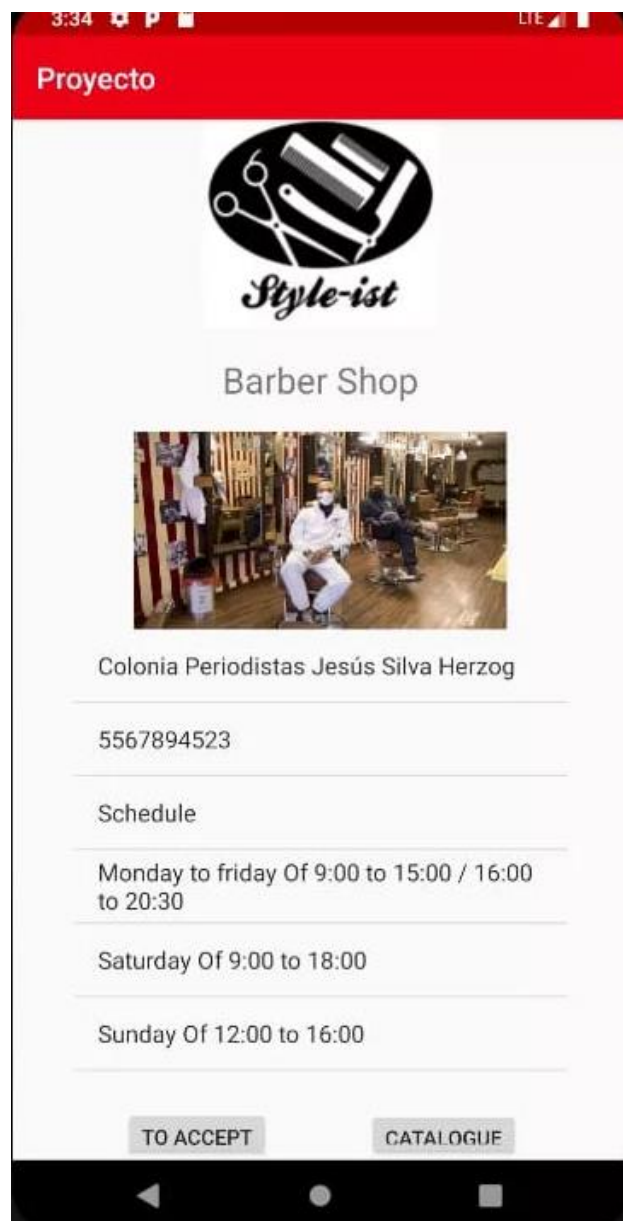 3:34 P LTE
Proyecto
Style-ist
Barber Shop
Colonia Periodistas Jesús Silva Herzog
5567894523
Schedule
Monday to friday Of 9:00 to 15:00 / 16:00
to 20:30
Saturday Of 9:00 to 18:00
Sunday Of 12:00 to 16:00
TO ACCEPT CATALOGUE